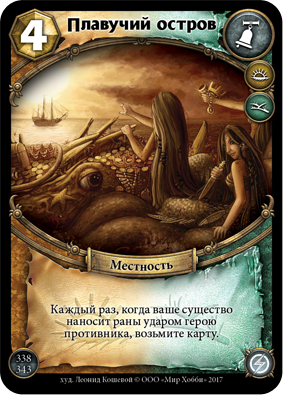 4
Плавучий остров
Местность
Каждый раз, когда ваше существо
наносит раны ударом герою
противника, возьмите карту.
338
343
худ. Леонид Кошевой © ООО «Мир Хобби» 2017